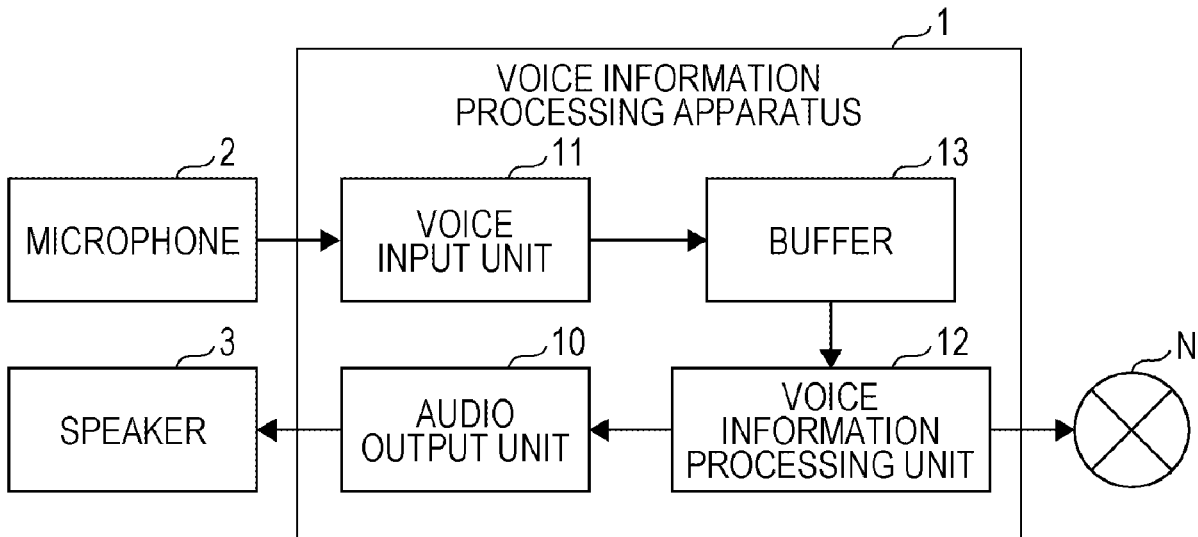 1
VOICE INFORMATION
PROCESSING APPARATUS
2
11
13
MICROPHONE
VOICE
INPUT UNIT
BUFFER
3
10
12
N
SPEAKER
AUDIO
OUTPUT UNIT
VOICE
INFORMATION
PROCESSING UNIT